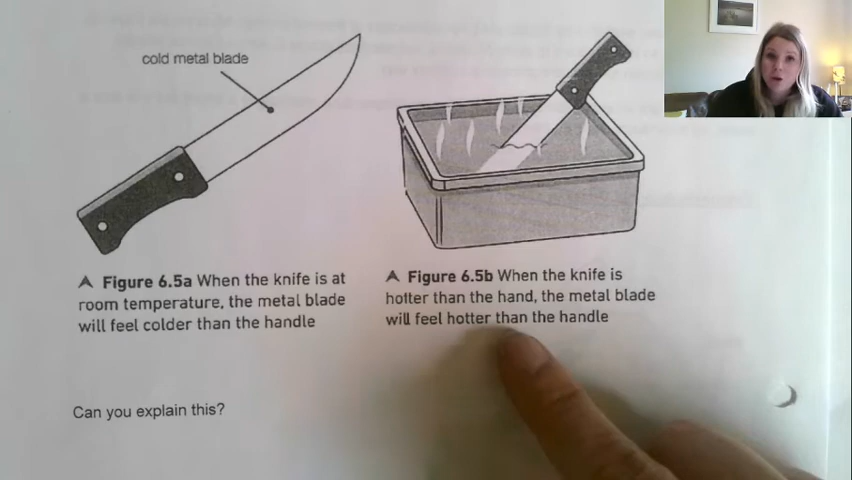 cold metal blade
Figure 6.5a When the knife is at
room temperature, the metal blade
will feel colder than the handle
Figure 6.5b When the knife is
hotter than the hand, the metal blade
will feel hotter than the handle
Can you explain this?